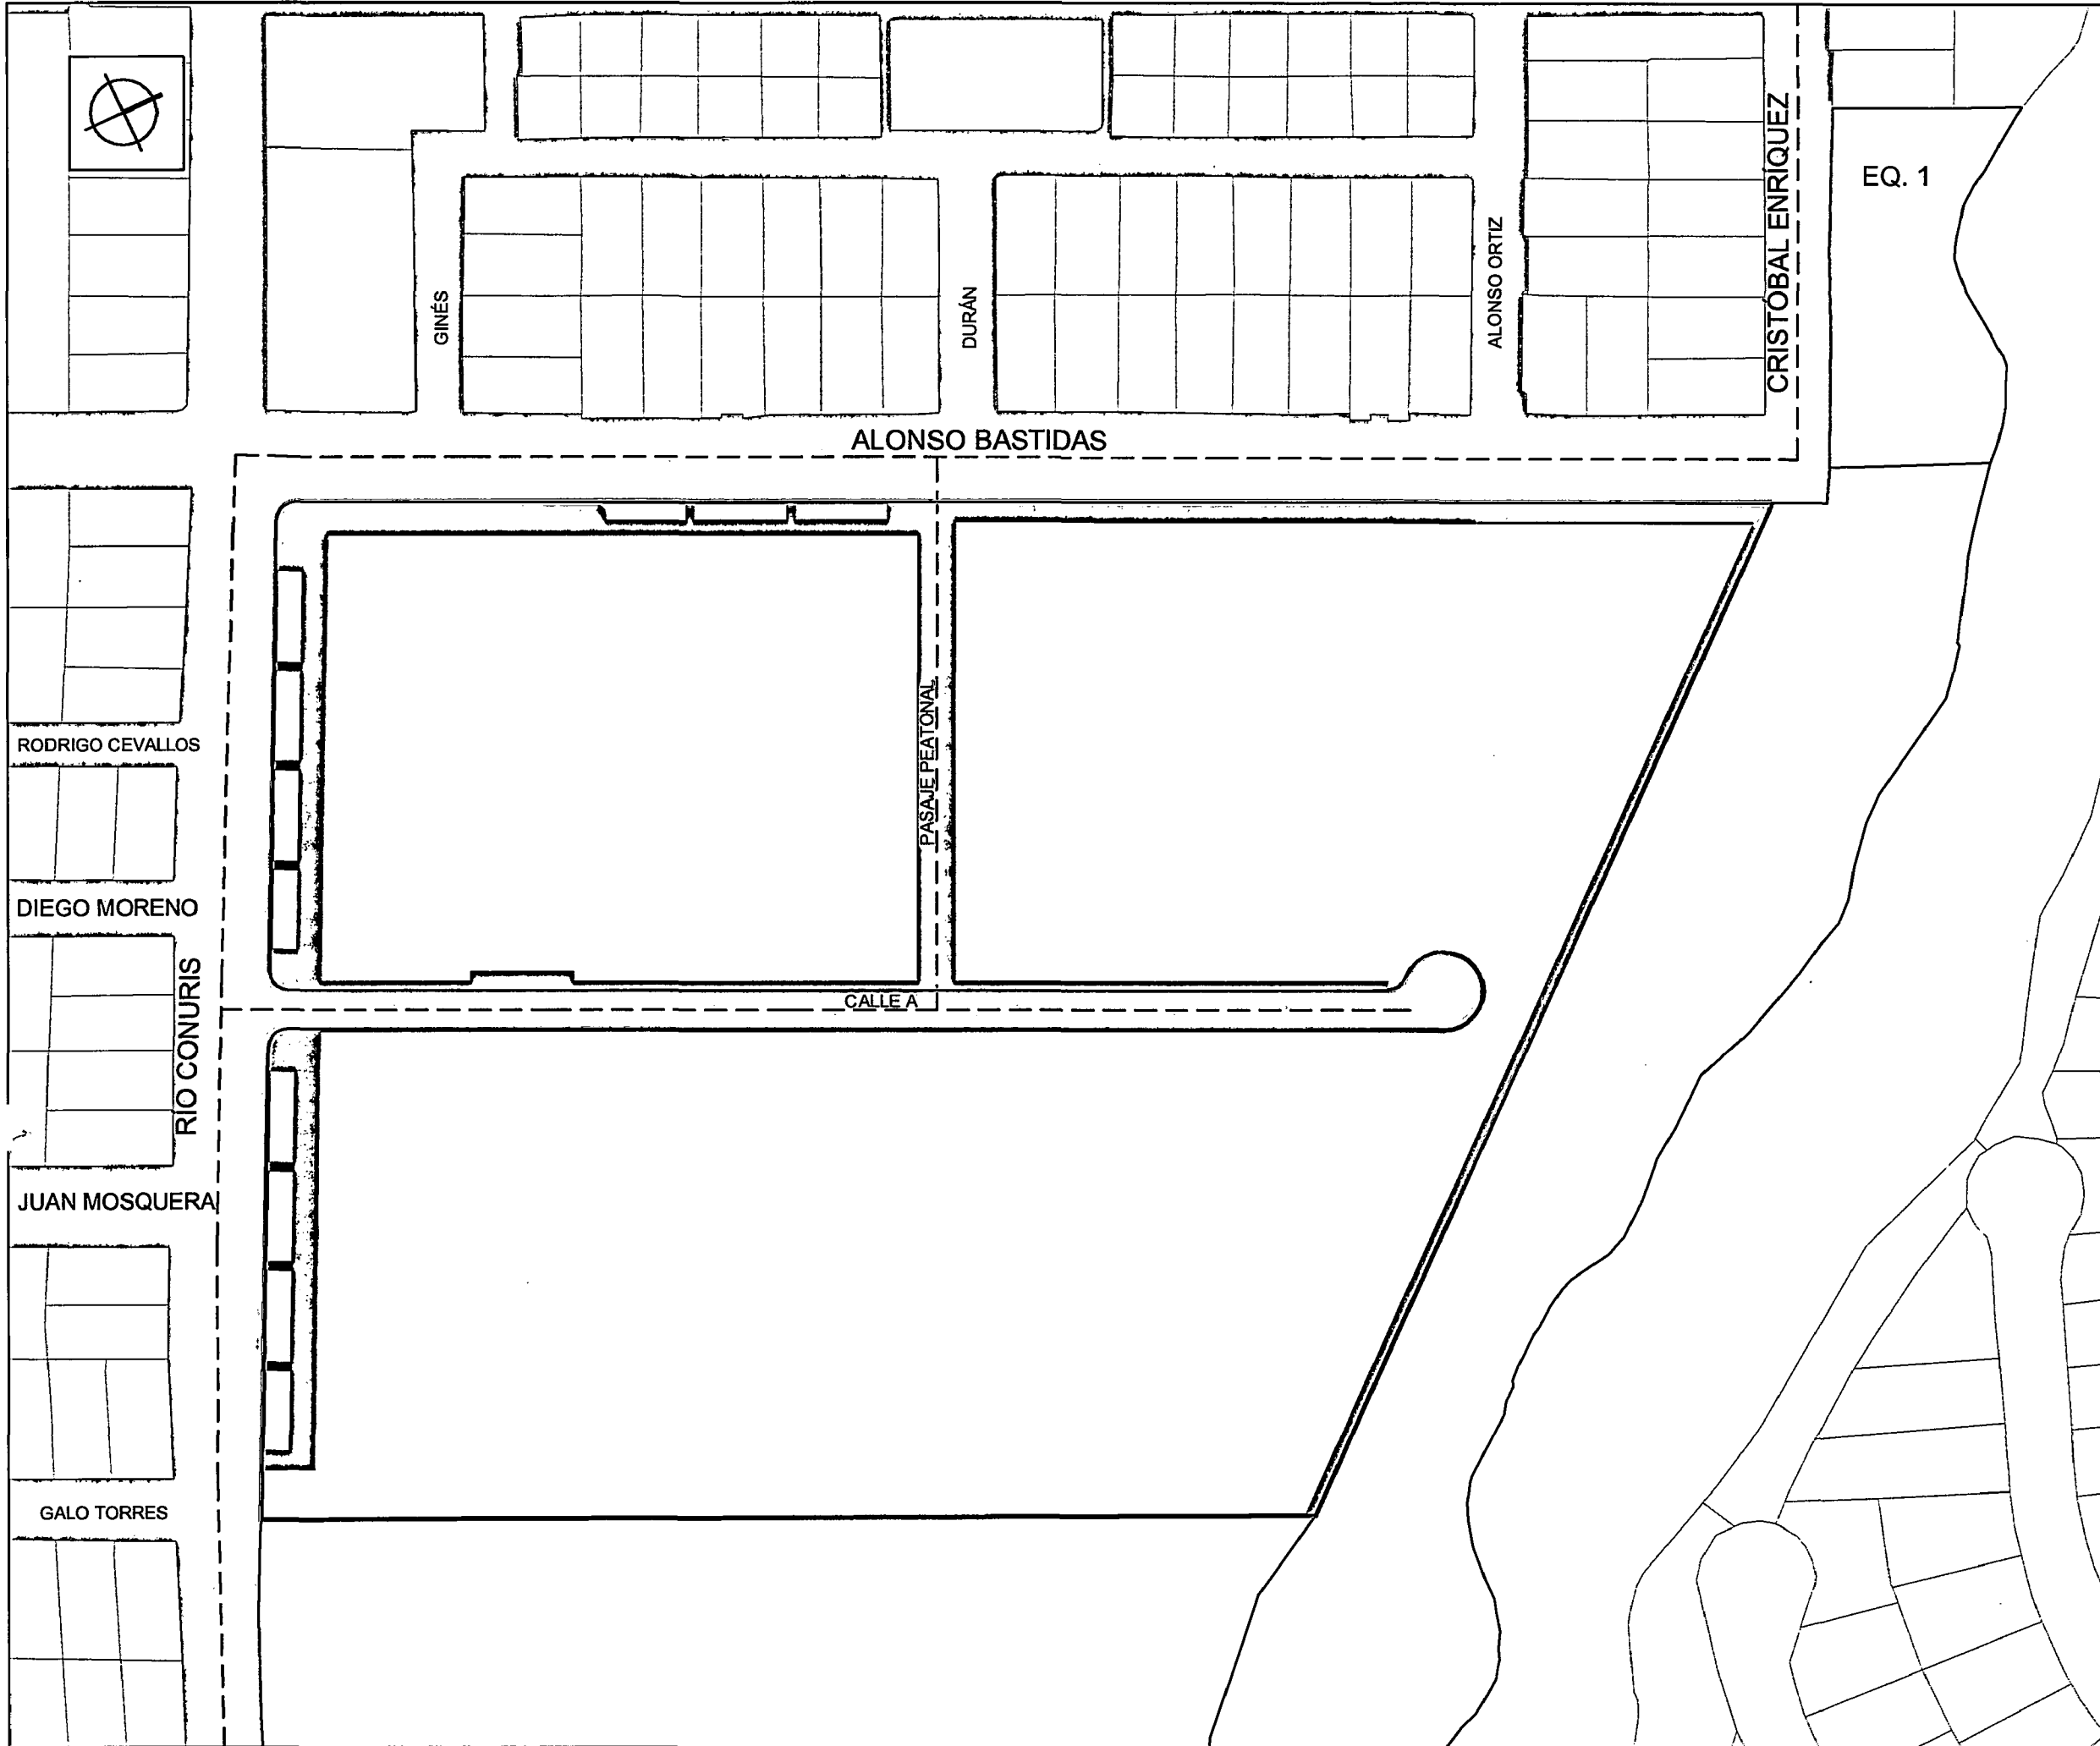 EQ. 1
CRISTOBAL ENRIQUEZ
ALONSO ORTIZ
GINÉS
DURÁN
ALONSO BASTIDAS
RODRIGO CEVALLOS
PASAJE PEATONAL
DIEGO MORENO
CALLE A
RIO CONURIS
JUAN MOSQUERA
GALO TORRES